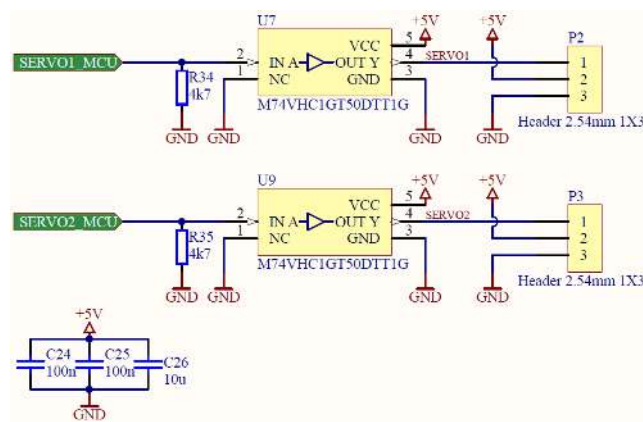 U7
+5V
+5V
P2
SERVO1_MCU
2
IN A
OUT Y
VCC
5
4
SERVO1
1
R34
4k7
1
NC
GND
3
2
3
M74VHC1GT50DTT1G
Header 2.54mm 1X3
GND
GND
GND
GND
U9
+5V
+5V
P3
SERVO2_MCU
2
IN A
OUT Y
VCC
5
4
SERVO2
1
R35
4k7
1
NC
GND
3
2
3
M74VHC1GT50DTT1G
Header 2.54mm 1X3
GND
GND
GND
GND
+5V
C24
100n
C25
100n
C26
10u
GND